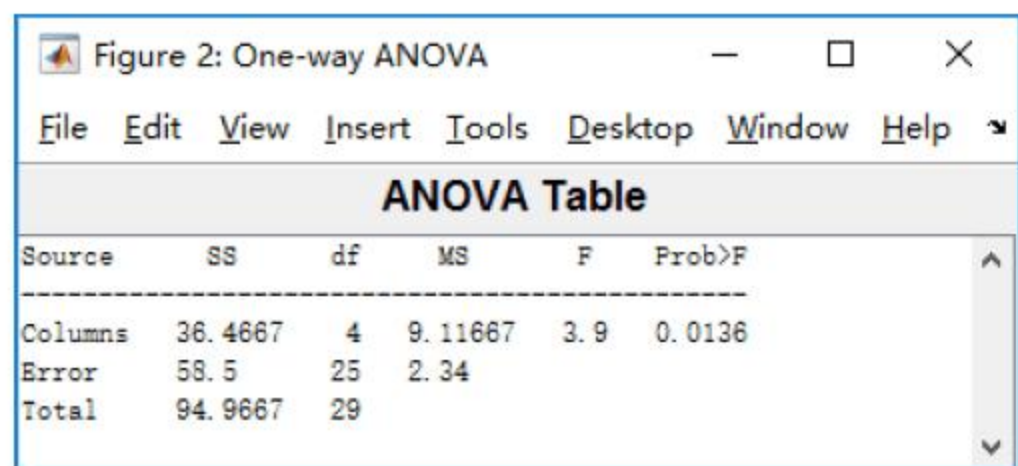 Figure 2: One-way ANOVA
File Edit View Insert Tools Desktop Window Help
ANOVA Table
Source SS df MS F Prob>F
Columns 36.4667 4 9.11667 3.9 0.0136
Error 58.5 25 2.34
Total 94.9667 29